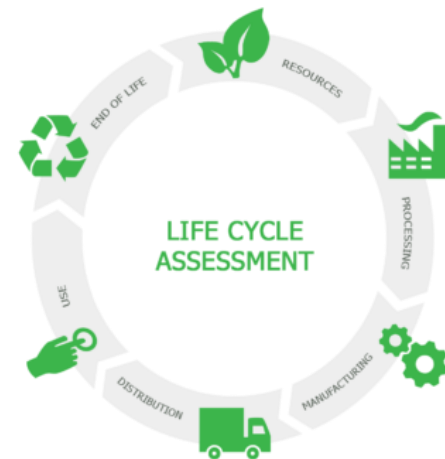 LIFE CYCLE
ASSESSMENT
RESOURCES
PROCESSING
MANUFACTURING
DISTRIBUTION
USE
END OF LIFE